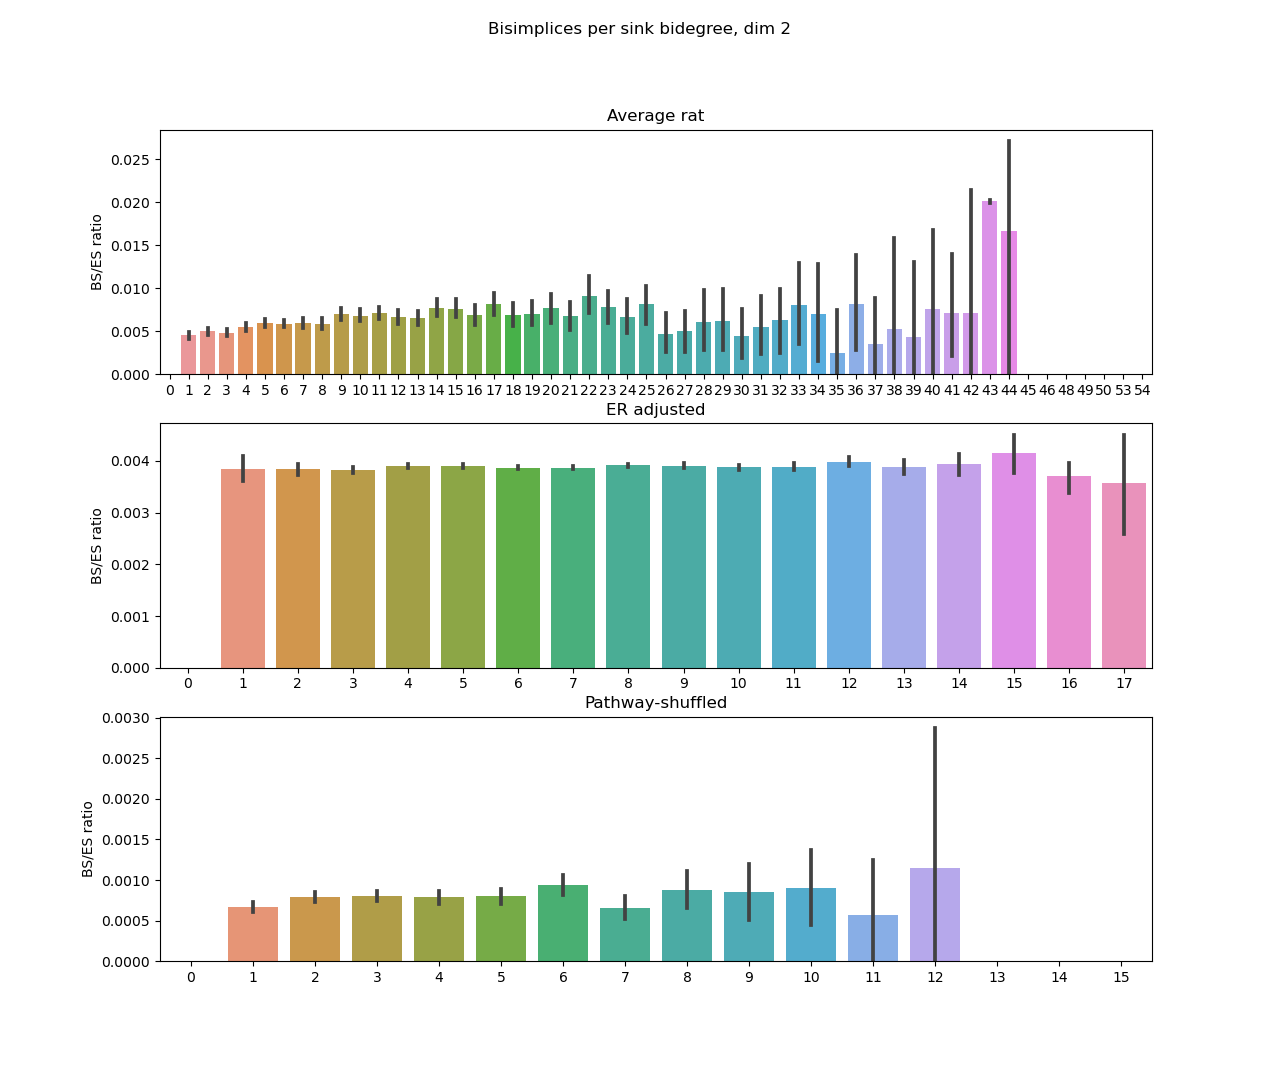 Bisimplices per sink bidegree, dim 2
Average rat
BS/ES ratio
0.025
0.020
0.015
0.010
0.005
0.000
0 1 2 3 4 5 6 7 8 9 10 11 12 13 14 15 16 17 18 19 20 21 22 23 24 25 26 27 28 29 30 31 32 33 34 35 36 37 38 39 40 41 42 43 44 45 46 48 49 50 53 54
ER adjusted
BS/ES ratio
0.004
0.003
0.002
0.001
0.000
0 1 2 3 4 5 6 7 8 9 10 11 12 13 14 15 16 17
Pathway-shuffled
BS/ES ratio
0.0030
0.0025
0.0020
0.0015
0.0010
0.0005
0.0000
0 1 2 3 4 5 6 7 8 9 10 11 12 13 14 15